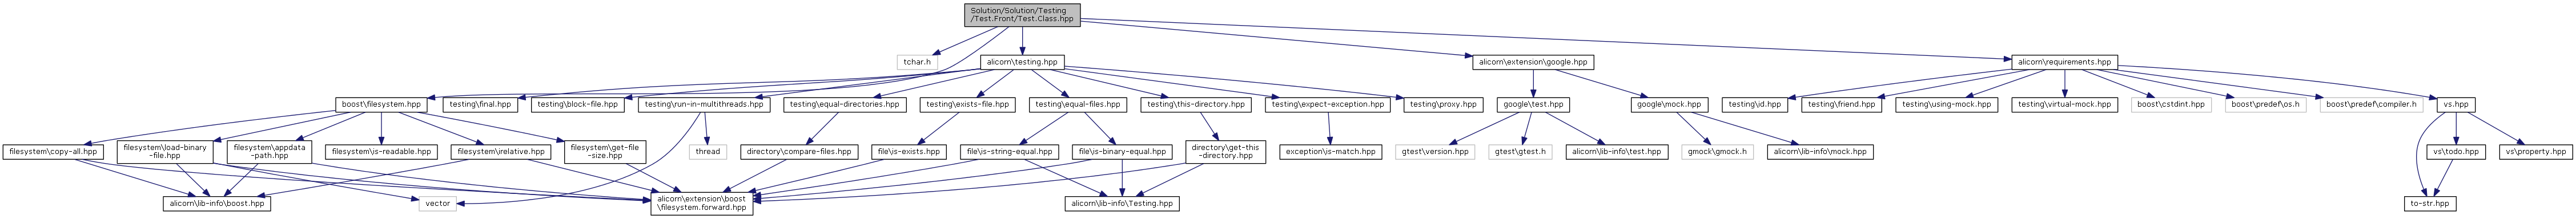 Solution/Solution/Testing
/Test.Front/Test.Class.hpp
tchar.h
alicorn\testing.hpp
alicorn\extension\google.hpp
alicorn\requirements.hpp
boost\filesystem.hpp
testing\final.hpp
testing\block-file.hpp
testing\run-in-multithreads.hpp
testing\equal-directories.hpp
testing\exists-file.hpp
testing\equal-files.hpp
testing\this-directory.hpp
testing\expect-exception.hpp
testing\proxy.hpp
google\test.hpp
google\mock.hpp
testing\id.hpp
testing\friend.hpp
testing\using-mock.hpp
testing\virtual-mock.hpp
boost\cstdint.hpp
boost\predef\os.h
boost\predef\compiler.h
vs.hpp
filesystem\copy-all.hpp
filesystem\load-binary
-file.hpp
filesystem\appdata
-path.hpp
filesystem\is-readable.hpp
filesystem\relative.hpp
filesystem\get-file
-size.hpp
thread
directory\compare-files.hpp
file\is-exists.hpp
file\is-string-equal.hpp
file\is-binary-equal.hpp
directory\get-this
-directory.hpp
exception\is-match.hpp
gtest\version.hpp
gtest\gtest.h
alicorn\lib-info\test.hpp
gmock\gmock.h
alicorn\lib-info\mock.hpp
vs\todo.hpp
vs\property.hpp
alicorn\lib-info\boost.hpp
vector
alicorn\extension\boost
\filesystem.forward.hpp
alicorn\lib-info\Testing.hpp
to-str.hpp